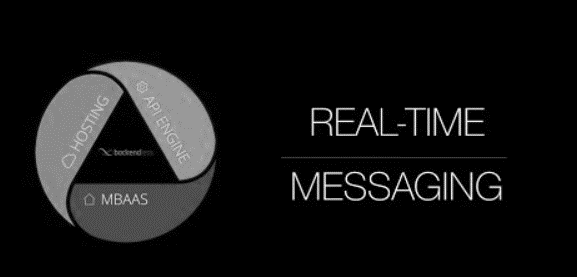 HOSTING
API ENGINE
backendless
MBAAS
REAL-TIME
MESSAGING